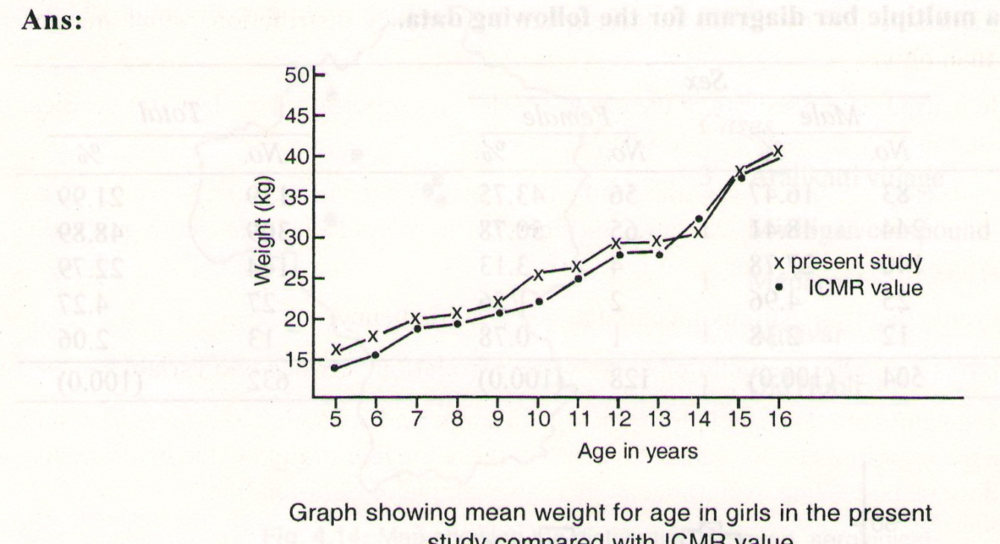 Ans:
50
45
40
35
30
25
20
15
Weight (kg)
x present study
• ICMR value
5 6 7 8 9 10 11 12 13 14 15 16
Age in years
Graph showing mean weight for age in girls in the present
study compared with ICMR value